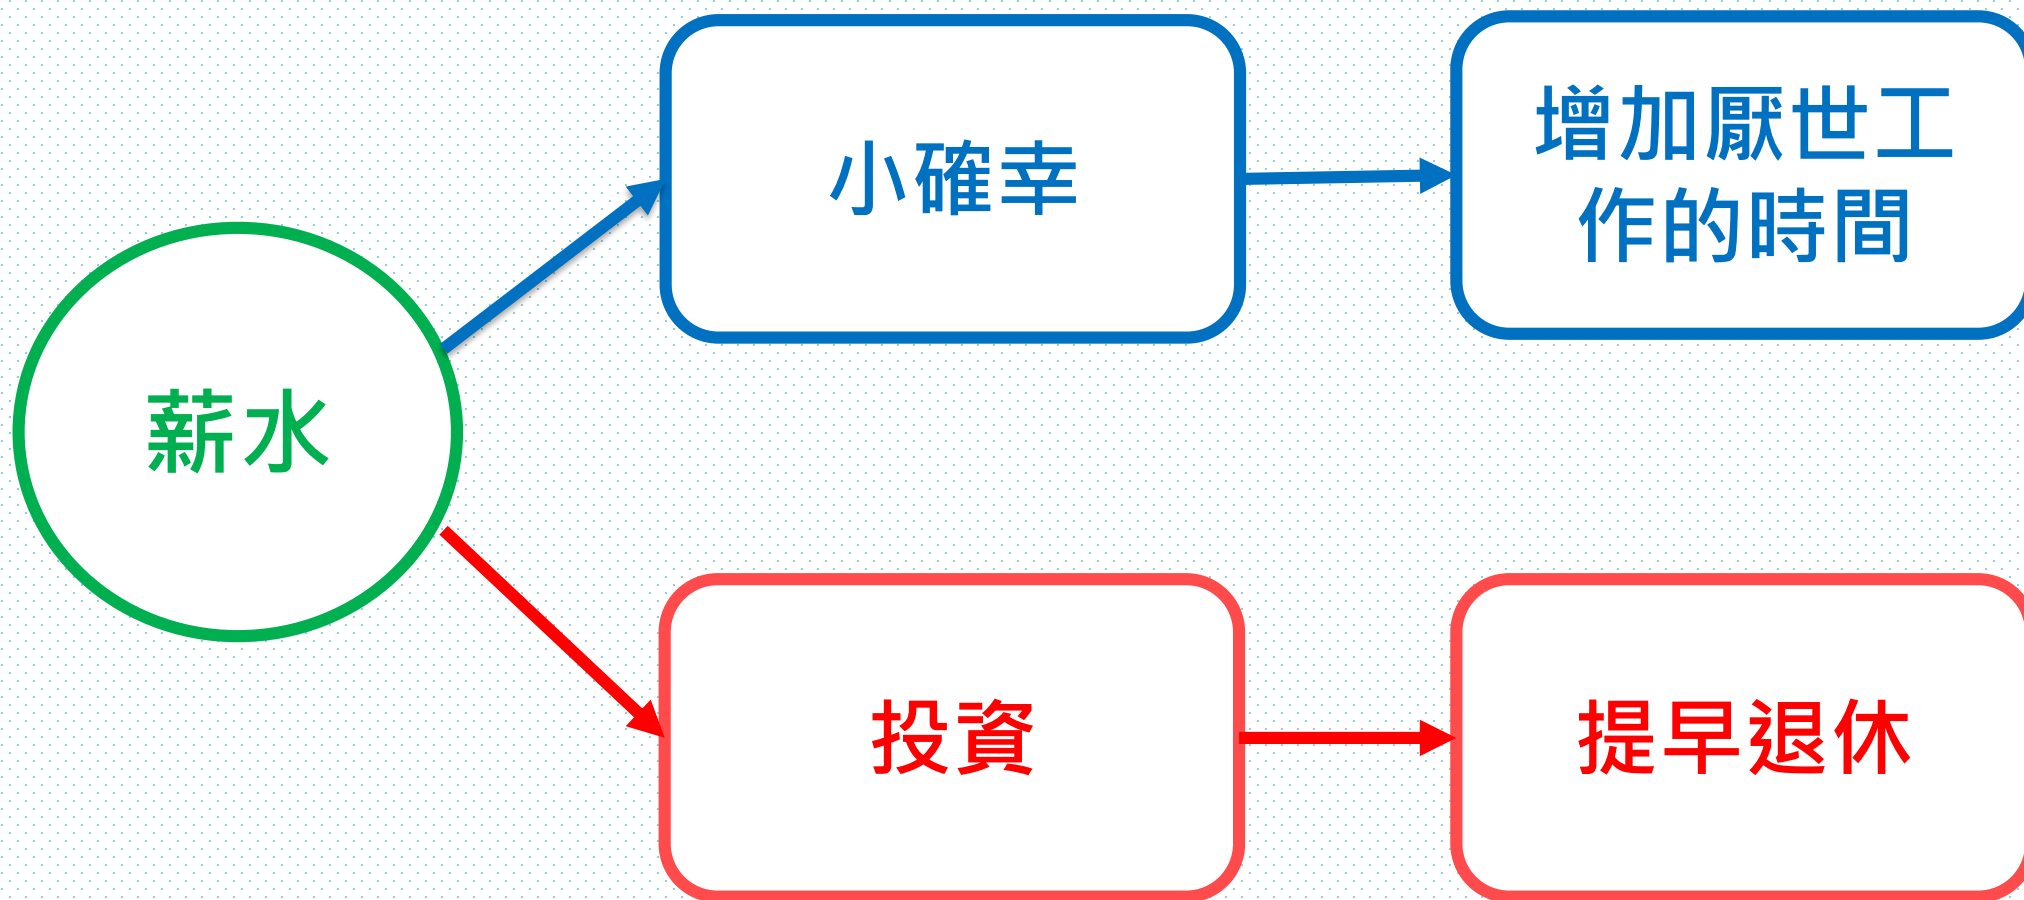 薪水
小確幸
增加厭世工
作的時間
投資
提早退休